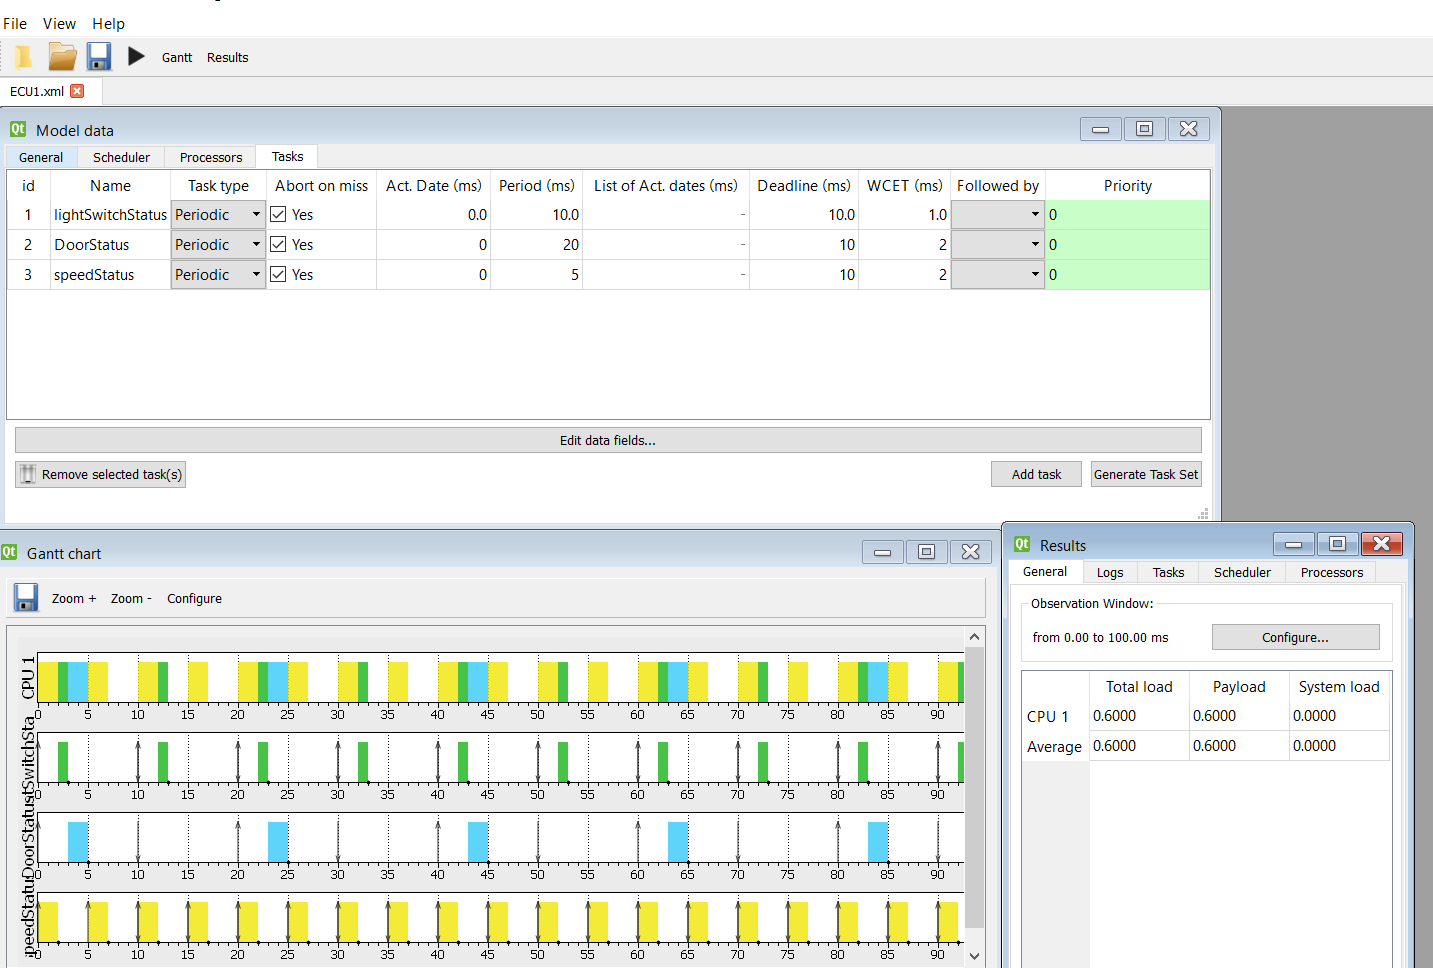 File View Help
Gantt Results
ECU1.xml
Qt Model data
General Scheduler Processors Tasks
id Name Task type Abort on miss Act. Date (ms) Period (ms) List of Act. dates (ms) Deadline (ms) WCET (ms) Followed by Priority
1 lightSwitchStatus Periodic Yes 0.0 10.0 - 10.0 1.0 0
2 DoorStatus Periodic Yes 0 20 - 10 2 0
3 speedStatus Periodic Yes 0 5 - 10 2 0
Edit data fields...
Remove selected task(s) Add task Generate Task Set
Qt Gantt chart
Zoom + Zoom - Configure
CPU 1
0 5 10 15 20 25 30 35 40 45 50 55 60 65 70 75 80 85 90
tSwitchSta
0 5 10 15 20 25 30 35 40 45 50 55 60 65 70 75 80 85 90
DoorStatus
0 5 10 15 20 25 30 35 40 45 50 55 60 65 70 75 80 85 90
peedStatu
0 5 10 15 20 25 30 35 40 45 50 55 60 65 70 75 80 85 90
Qt Results
General Logs Tasks Scheduler Processors
Observation Window:
from 0.00 to 100.00 ms Configure...
Total load Payload System load
CPU 1 0.6000 0.6000 0.0000
Average 0.6000 0.6000 0.0000